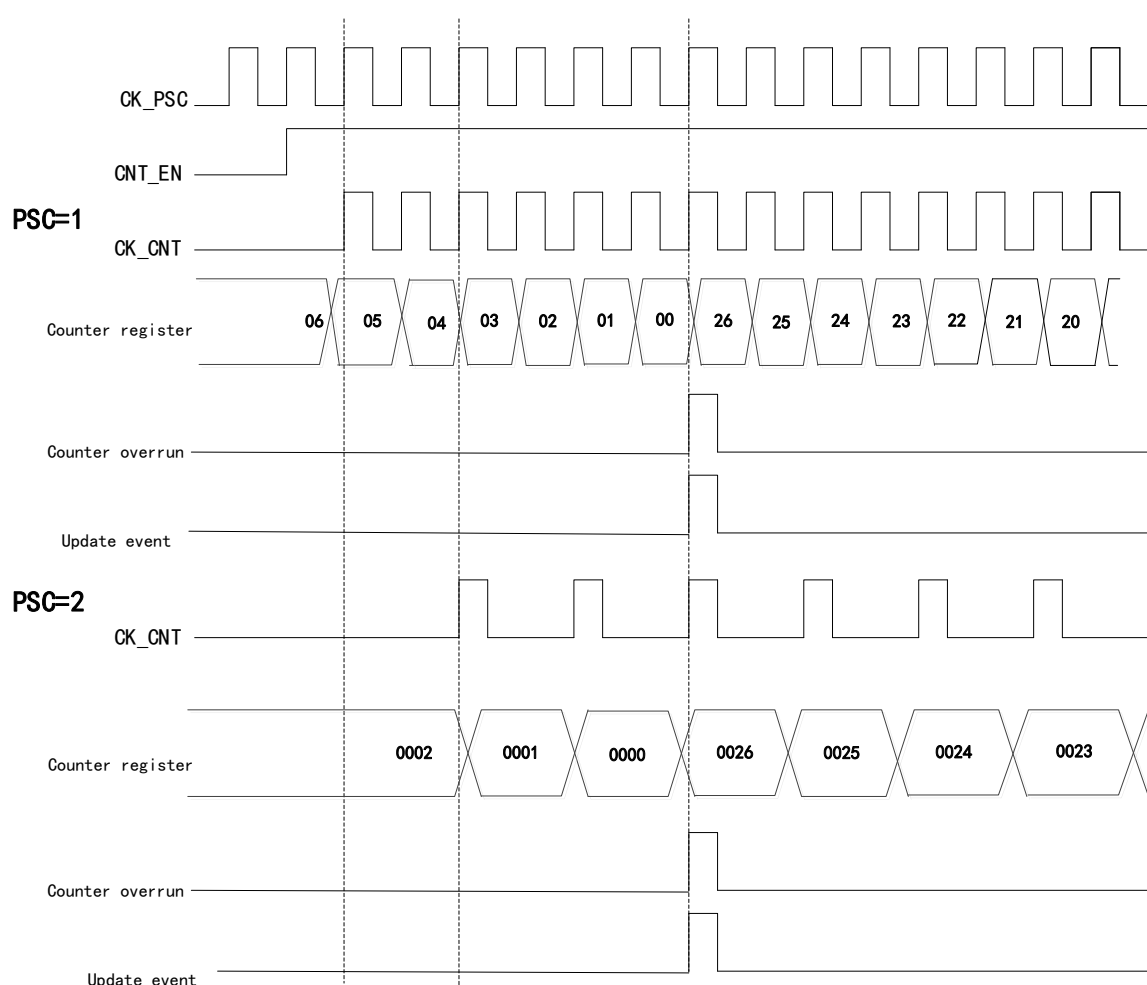 CK_PSC
CNT_EN
PSC=1
CK_CNT
Counter register 06 05 04 03 02 01 00 26 25 24 23 22 21 20
Counter overrun
Update event
PSC=2
CK_CNT
Counter register 0002 0001 0000 0026 0025 0024 0023
Counter overrun
Update event